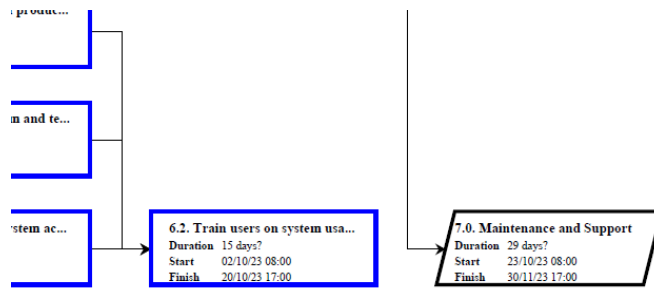 n produc...
n and te...
ystem ac...
6.2. Train users on system usa...
Duration 15 days?
Start 02/10/23 08:00
Finish 20/10/23 17:00
7.0. Maintenance and Support
Duration 29 days?
Start 23/10/23 08:00
Finish 30/11/23 17:00